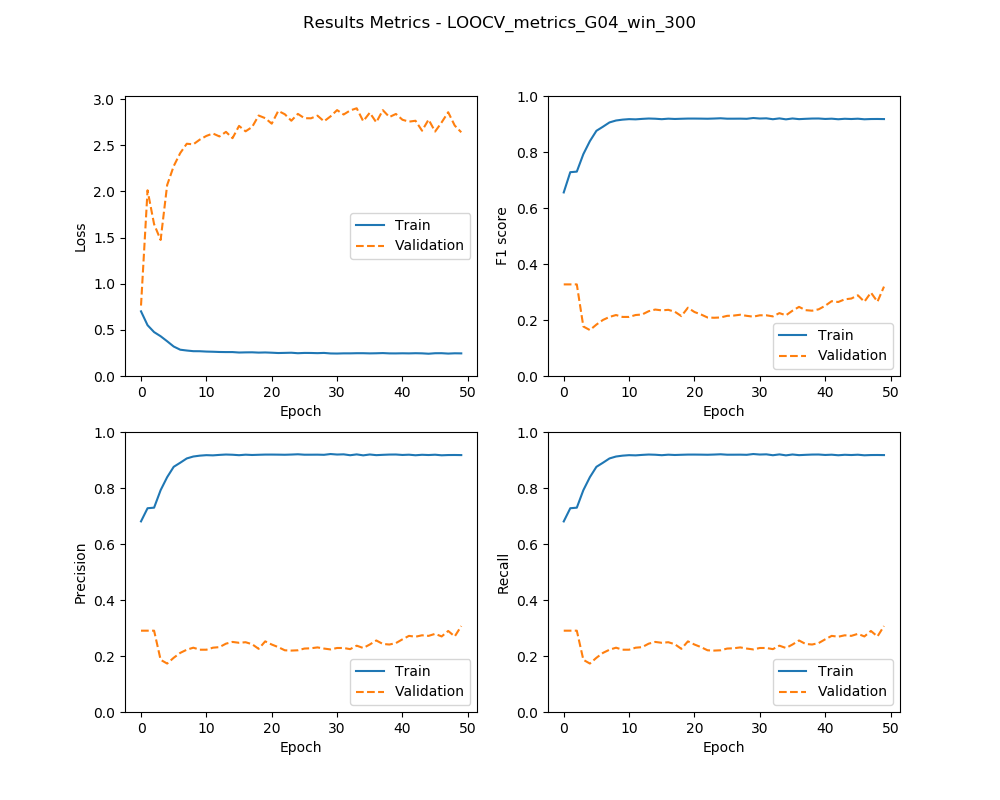 Results Metrics - LOOCV_metrics_G04_win_300
3.0
2.5
2.0
1.5
1.0
0.5
0.0
Loss
Train
Validation
0 10 20 30 40 50
Epoch
1.0
0.8
0.6
0.4
0.2
0.0
F1 score
Train
Validation
0 10 20 30 40 50
Epoch
1.0
0.8
0.6
0.4
0.2
0.0
Precision
Train
Validation
0 10 20 30 40 50
Epoch
1.0
0.8
0.6
0.4
0.2
0.0
Recall
Train
Validation
0 10 20 30 40 50
Epoch